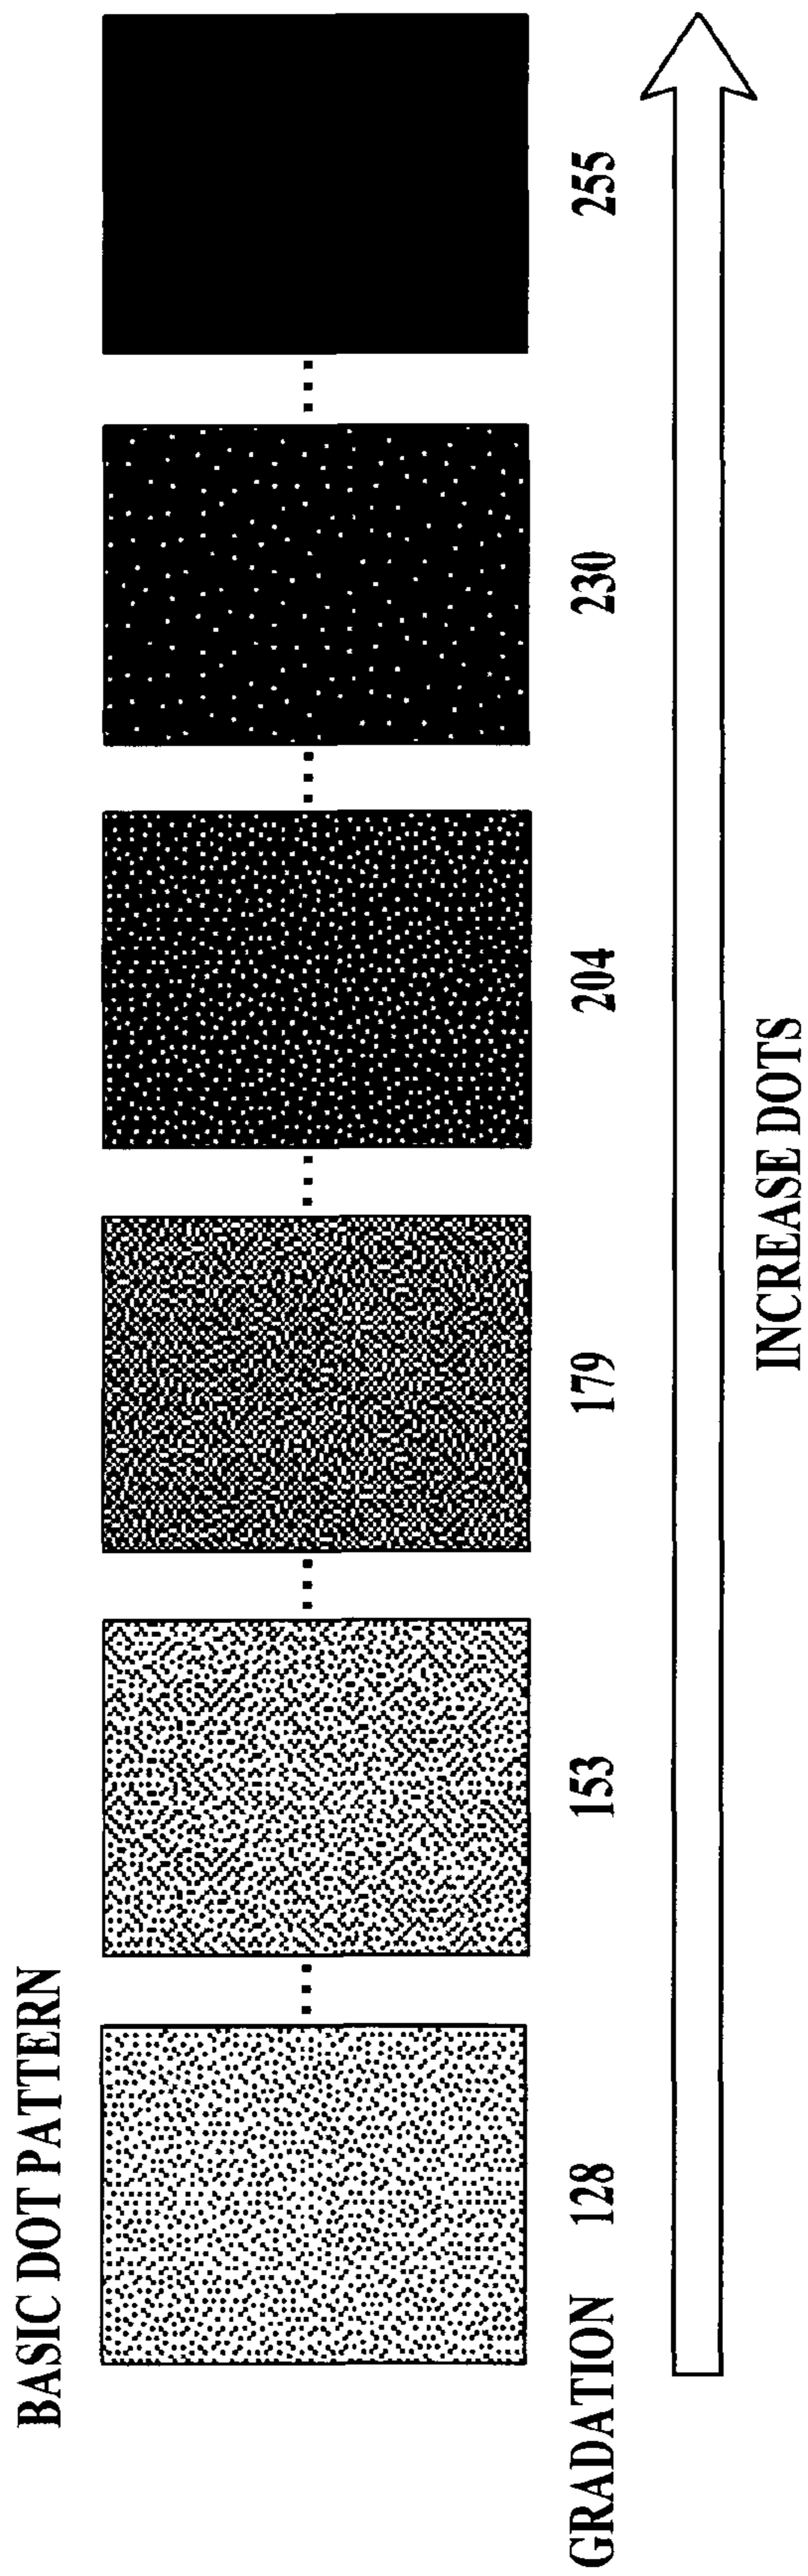 BASIC DOT PATTERN
GRADATION 128 153 179 204 230 255
INCREASE DOTS